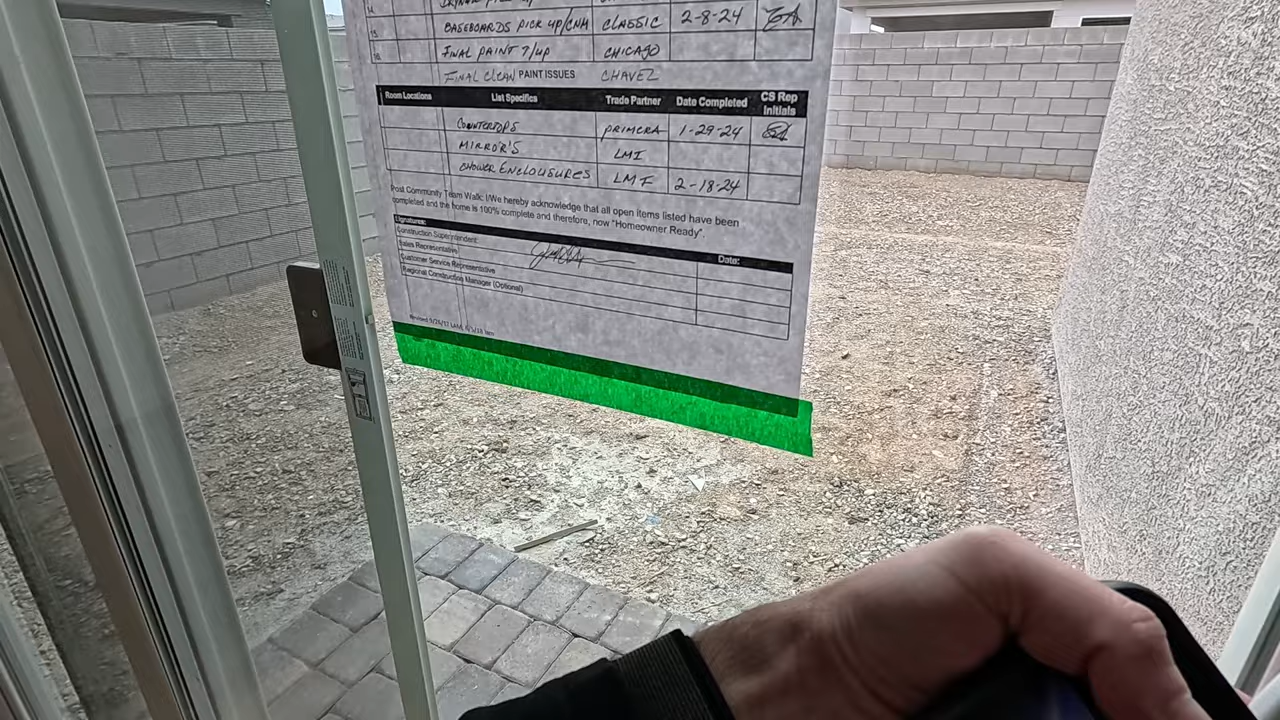 BASEBOARDS PICK UP/CNA CLASSIC 2-8-24
FINAL PAINT T/UP CHICAGO
FINAL CLEAN PAINT ISSUES CHAVEZ
Room Locations List Specifics Trade Partner Date Completed CS Rep Initials
COUNTERTOPS PRIMERA 1-29-24
MIRROR'S LMI
SHOWER ENCLOUSURES LMI 2-18-24
Post Community Team Walk: I/We hereby acknowledge that all open items listed have been
completed and the home is 100% complete and therefore, now "Homeowner Ready".
Signatures: Date:
Construction Superintendent:
Sales Representative
Customer Service Representative
Regional Construction Manager (Optional)